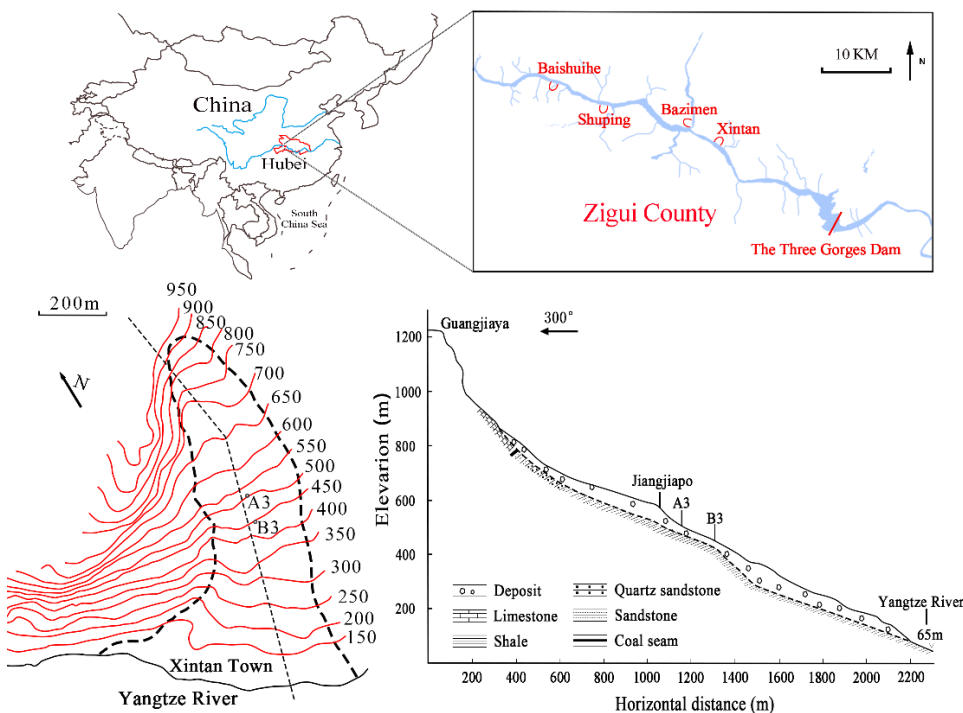 China
Hubei
South
China Sea
10 KM
N
Baishuihe
Shuping
Bazimen
Xintan
Zigui County
The Three Gorges Dam
200m
N
950
900
850
800
750
700
650
600
550
500
450
400
350
300
250
200
150
A3
B3
Xintan Town
Yangtze River
Elevarion (m)
1200
1000
800
600
400
200
Guangjiaya
300°
Jiangjiapo
A3
B3
Deposit
Quartz sandstone
Limestone
Sandstone
Shale
Coal seam
Yangtze River
65m
200 400 600 800 1000 1200 1400 1600 1800 2000 2200
Horizontal distance (m)